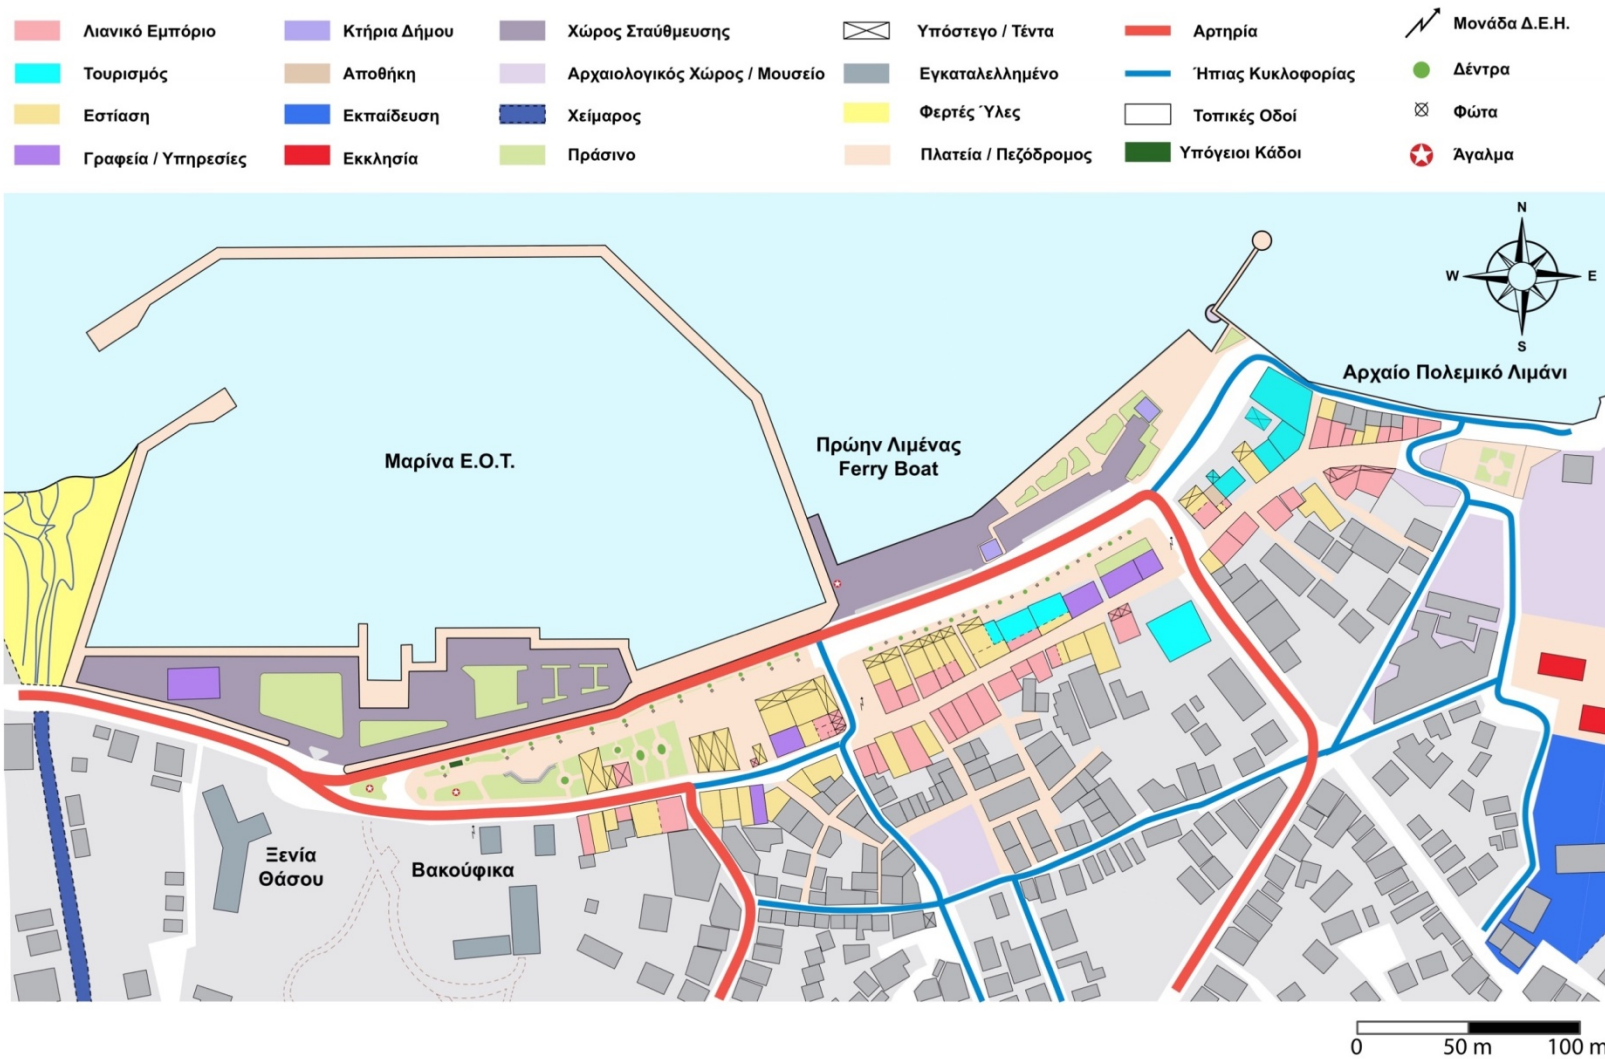 Λιανικό Εμπόριο
Κτήρια Δήμου
Χώρος Σταύθμευσης
Υπόστεγο / Τέντα
Αρτηρία
Μονάδα Δ.Ε.Η.
Τουρισμός
Αποθήκη
Αρχαιολογικός Χώρος / Μουσείο
Εγκαταλελλημένο
Ήπιας Κυκλοφορίας
Δέντρα
Εστίαση
Εκπαίδευση
Χείμαρος
Φερτές Ύλες
Τοπικές Οδοί
Φώτα
Γραφεία / Υπηρεσίες
Εκκλησία
Πράσινο
Πλατεία / Πεζόδρομος
Υπόγειοι Κάδοι
Άγαλμα
N
W
E
S
Αρχαίο Πολεμικό Λιμάνι
Πρώην Λιμένας
Ferry Boat
Μαρίνα Ε.Ο.Τ.
Ξενία
Θάσου
Βακούφικα
0 50 m 100 m